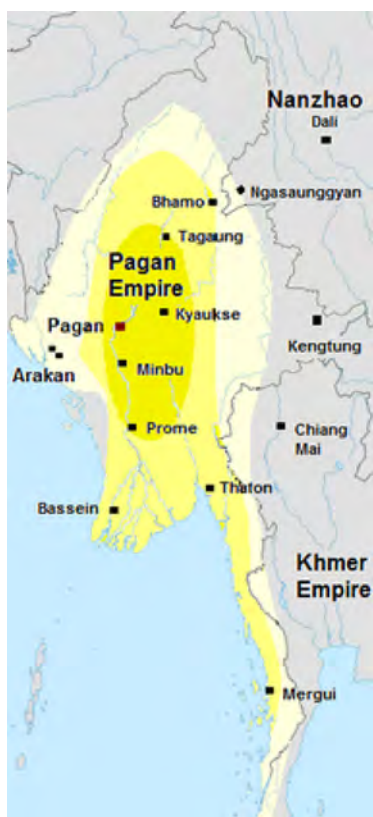 Nanzhao
Dali
Ngasaunggyan
Bhamo
Tagaung
Pagan
Empire
Pagan
Kyaukse
Kengtung
Arakan
Minbu
Prome
Chiang
Mai
Thaton
Bassein
Khmer
Empire
Mergui